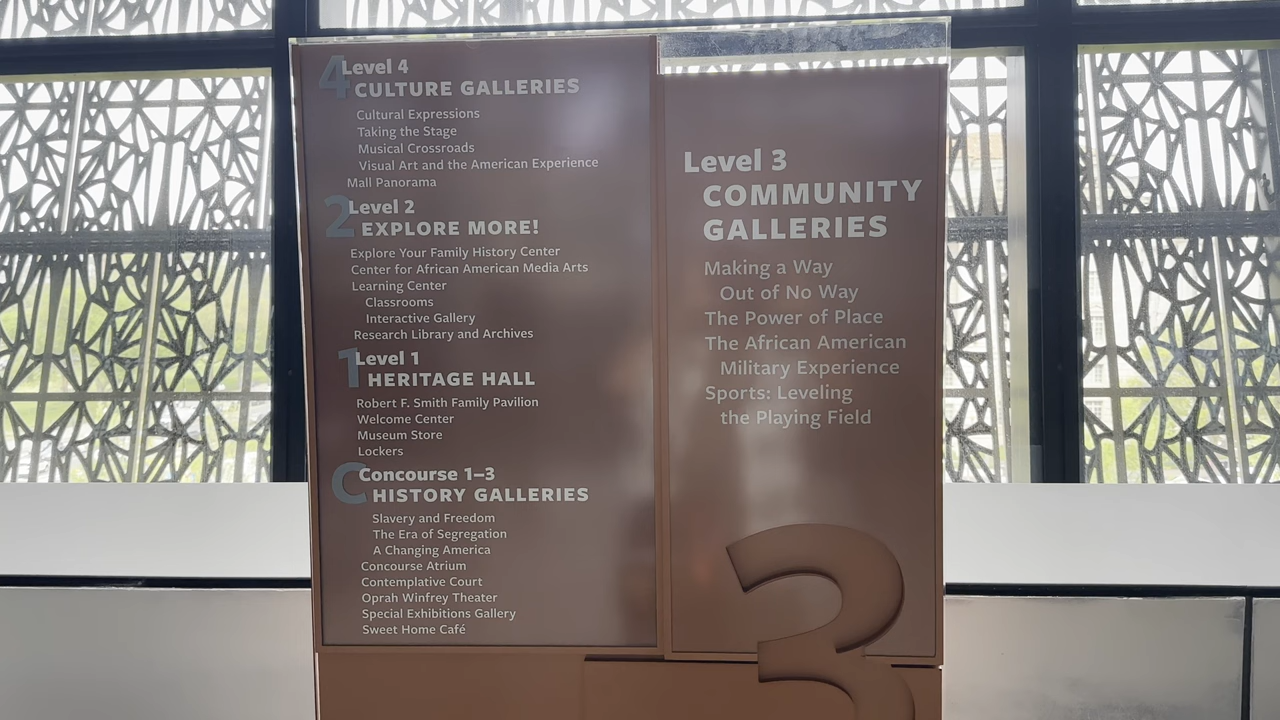 4 Level 4
CULTURE GALLERIES
Cultural Expressions
Taking the Stage
Musical Crossroads
Visual Art and the American Experience
Mall Panorama
2 Level 2
EXPLORE MORE!
Explore Your Family History Center
Center for African American Media Arts
Learning Center
Classrooms
Interactive Gallery
Research Library and Archives
1 Level 1
HERITAGE HALL
Robert F. Smith Family Pavilion
Welcome Center
Museum Store
Lockers
C Concourse 1–3
HISTORY GALLERIES
Slavery and Freedom
The Era of Segregation
A Changing America
Concourse Atrium
Contemplative Court
Oprah Winfrey Theater
Special Exhibitions Gallery
Sweet Home Café
Level 3
COMMUNITY
GALLERIES
Making a Way
Out of No Way
The Power of Place
The African American
Military Experience
Sports: Leveling
the Playing Field
3